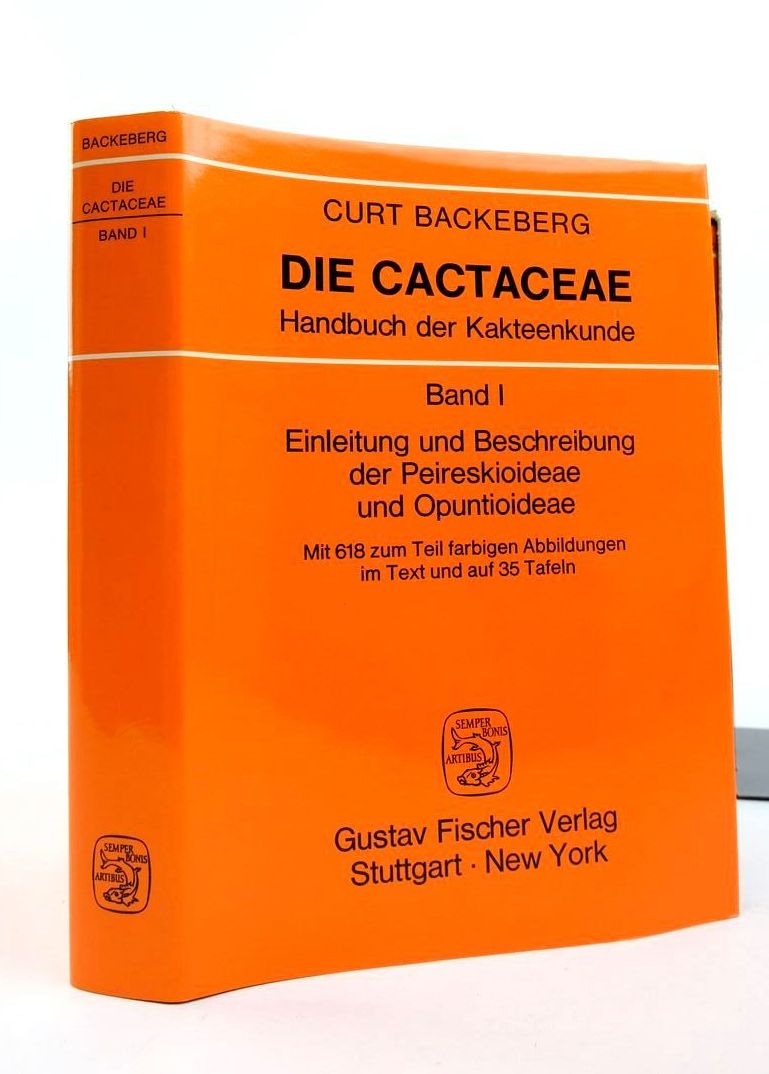 BACKEBERG
DIE
CACTACEAE
BAND I
SEMPER
BONIS
ARTIBUS
CURT BACKEBERG
DIE CACTACEAE
Handbuch der Kakteenkunde
Band I
Einleitung und Beschreibung
der Peireskioideae
und Opuntioideae
Mit 618 zum Teil farbigen Abbildungen
im Text und auf 35 Tafeln
SEMPER
BONIS
ARTIBUS
Gustav Fischer Verlag
Stuttgart · New York